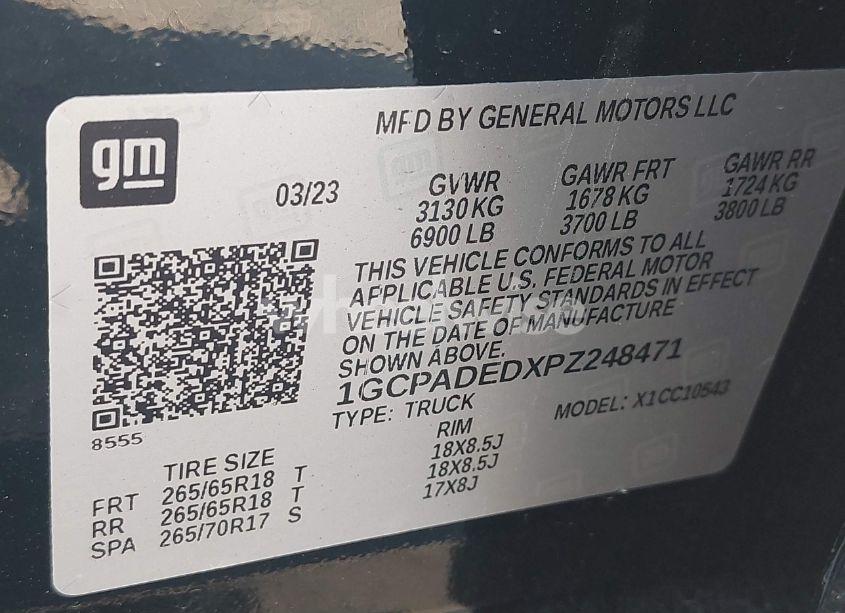 gm
MFD BY GENERAL MOTORS LLC
03/23
GVWR GAWR FRT GAWR RR
3130 KG 1678 KG 1724 KG
6900 LB 3700 LB 3800 LB
THIS VEHICLE CONFORMS TO ALL
APPLICABLE U.S. FEDERAL MOTOR
VEHICLE SAFETY STANDARDS IN EFFECT
ON THE DATE OF MANUFACTURE
SHOWN ABOVE.
1GCPADEDXPZ248471
TYPE: TRUCK MODEL: X1CC10543
8555
TIRE SIZE RIM
FRT 265/65R18 T 18X8.5J
RR 265/65R18 T 18X8.5J
SPA 265/70R17 S 17X8J